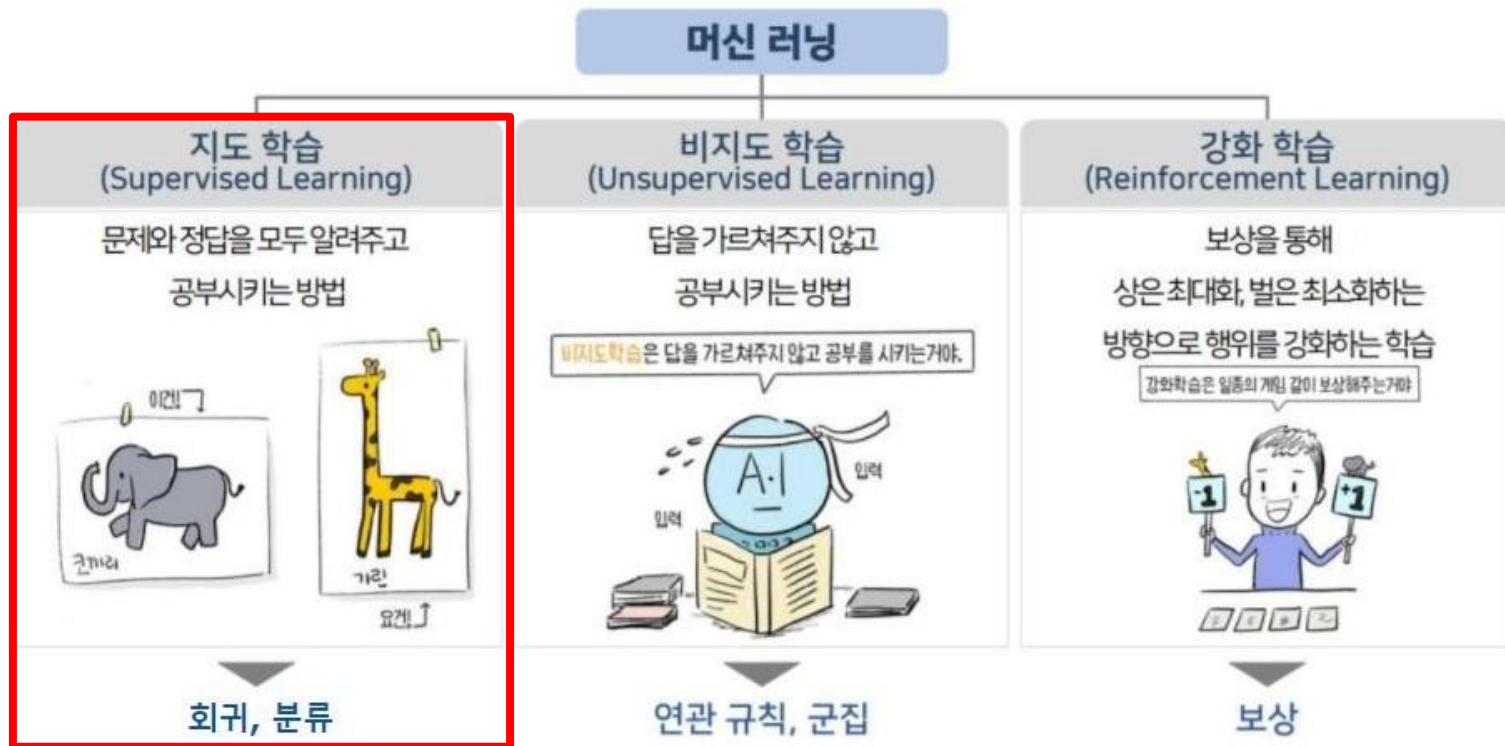 머신 러닝
지도 학습
(Supervised Learning)
문제와 정답을 모두 알려주고
공부시키는 방법
이건!
코끼리
기린
요건!
회귀, 분류
비지도 학습
(Unsupervised Learning)
답을 가르쳐주지 않고
공부시키는 방법
비지도학습은 답을 가르쳐주지 않고 공부를 시키는거야.
A.I
입력
입력
연관 규칙, 군집
강화 학습
(Reinforcement Learning)
보상을 통해
상은 최대화, 벌은 최소화하는
방향으로 행위를 강화하는 학습
강화학습은 일종의 게임 같이 보상해주는거야
-1
+1
보상